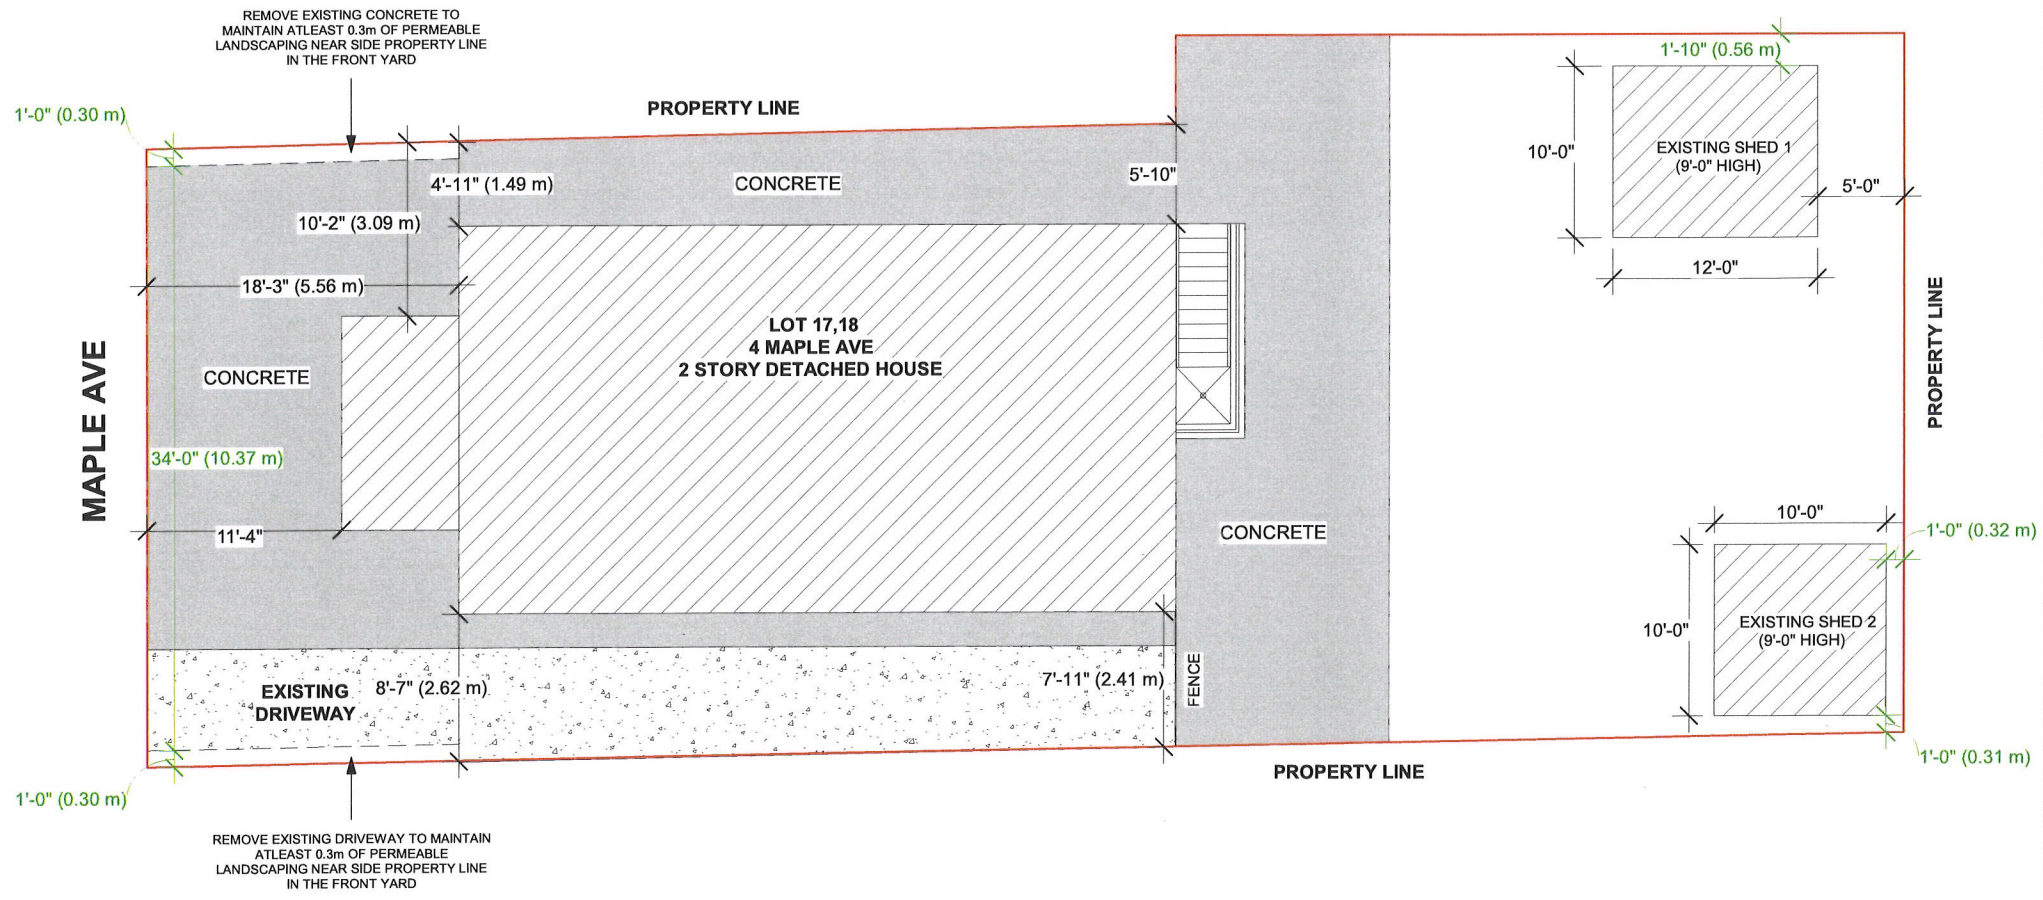 REMOVE EXISTING CONCRETE TO
MAINTAIN ATLEAST 0.3m OF PERMEABLE
LANDSCAPING NEAR SIDE PROPERTY LINE
IN THE FRONT YARD
1'-10" (0.56 m)
PROPERTY LINE
1'-0" (0.30 m)
10'-0"
EXISTING SHED 1
(9'-0" HIGH)
4'-11" (1.49 m)
CONCRETE
5'-10"
5'-0"
10'-2" (3.09 m)
12'-0"
18'-3" (5.56 m)
LOT 17,18
4 MAPLE AVE
2 STORY DETACHED HOUSE
PROPERTY LINE
CONCRETE
MAPLE AVE
34'-0" (10.37 m)
11'-4"
CONCRETE
10'-0"
1'-0" (0.32 m)
10'-0"
EXISTING SHED 2
(9'-0" HIGH)
EXISTING
DRIVEWAY
8'-7" (2.62 m)
7'-11" (2.41 m)
FENCE
1'-0" (0.31 m)
PROPERTY LINE
1'-0" (0.30 m)
REMOVE EXISTING DRIVEWAY TO MAINTAIN
ATLEAST 0.3m OF PERMEABLE
LANDSCAPING NEAR SIDE PROPERTY LINE
IN THE FRONT YARD